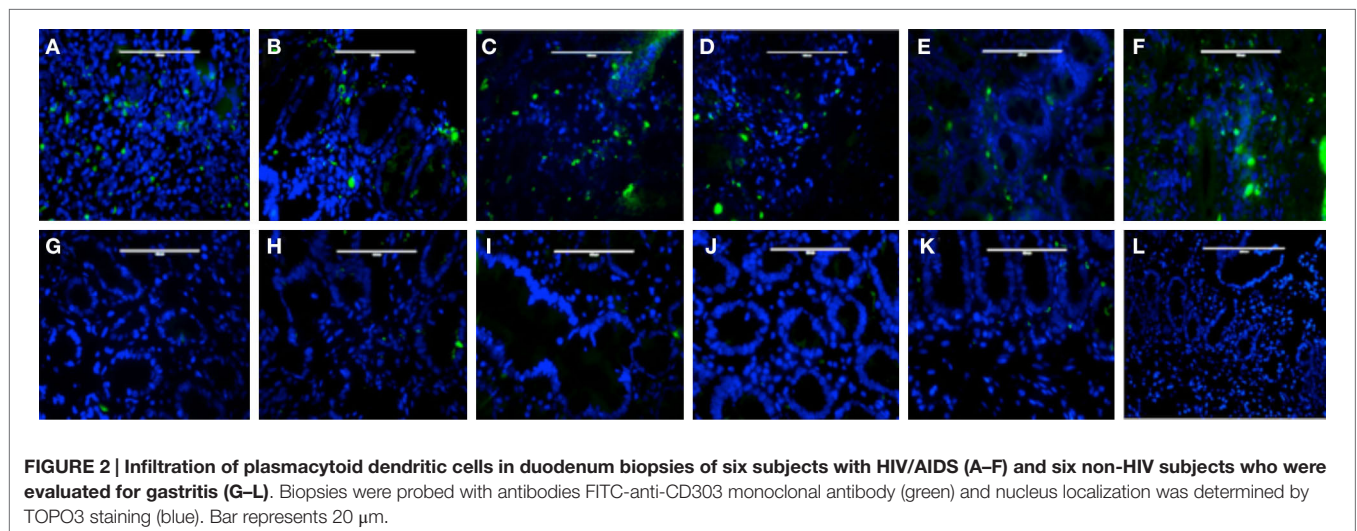 A
B
C
D
E
F
G
H
I
J
K
L
FIGURE 2 | Infiltration of plasmacytoid dendritic cells in duodenum biopsies of six subjects with HIV/AIDS (A–F) and six non-HIV subjects who were
evaluated for gastritis (G–L). Biopsies were probed with antibodies FITC-anti-CD303 monoclonal antibody (green) and nucleus localization was determined by
TOPO3 staining (blue). Bar represents 20 μm.